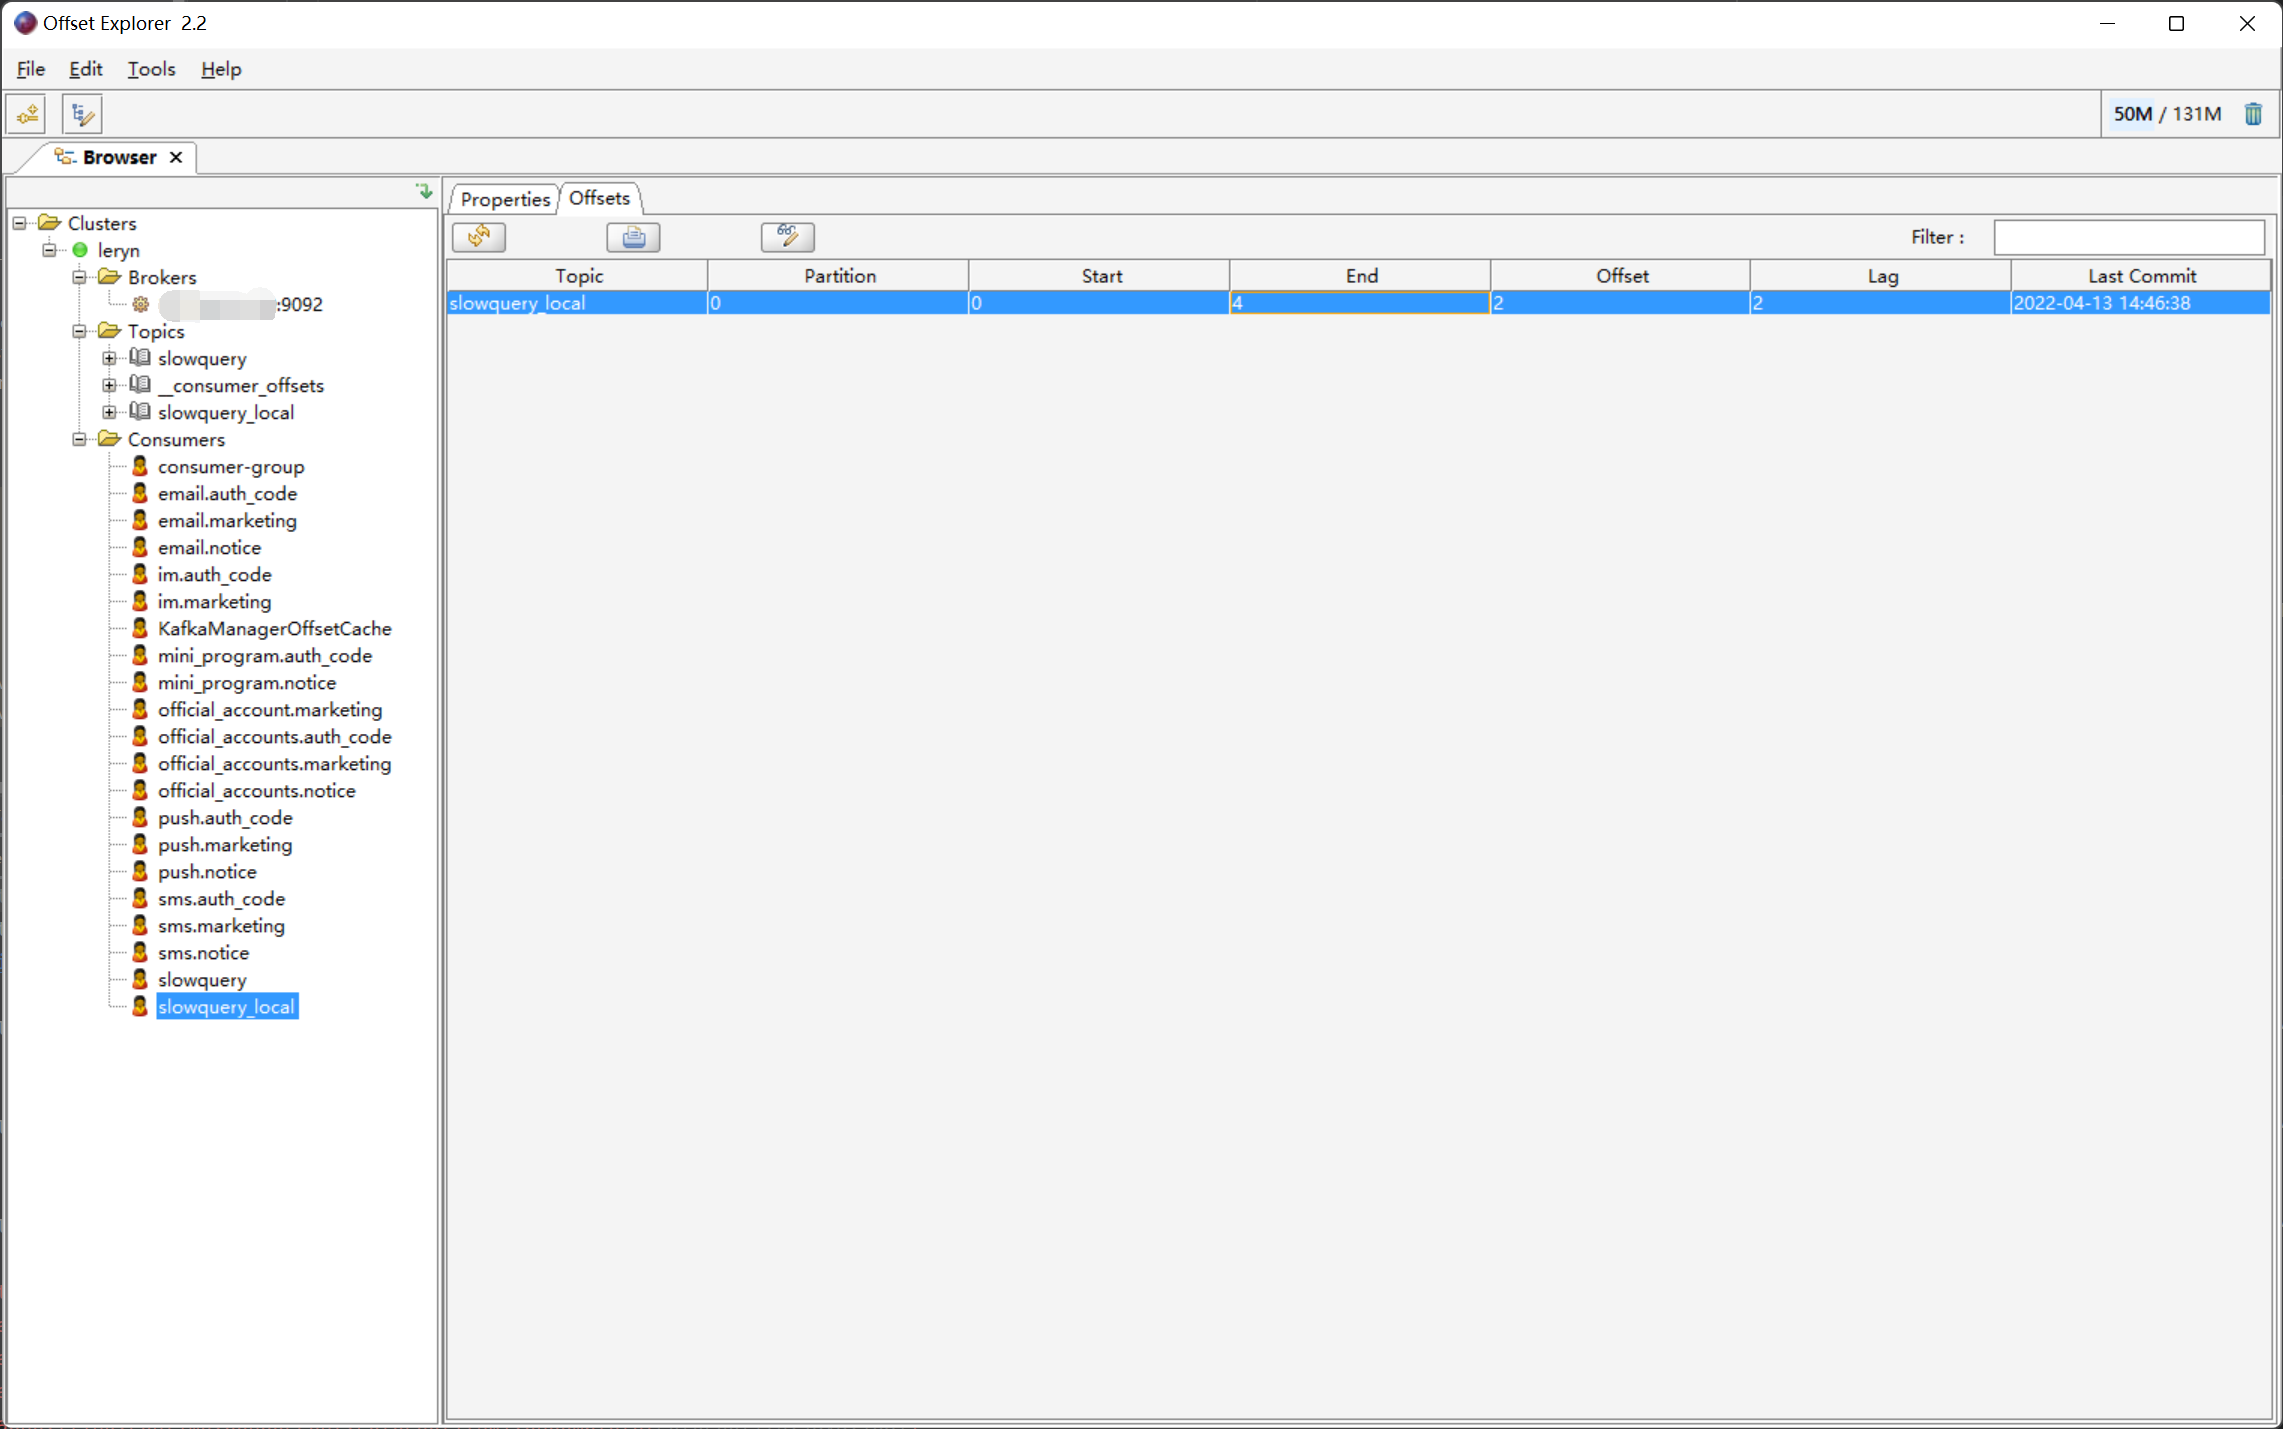 Offset Explorer 2.2
File Edit Tools Help
50M / 131M
Browser
Properties Offsets
Filter :
Clusters
leryn
Brokers
:9092
Topics
slowquery
__consumer_offsets
slowquery_local
Consumers
consumer-group
email.auth_code
email.marketing
email.notice
im.auth_code
im.marketing
KafkaManagerOffsetCache
mini_program.auth_code
mini_program.notice
official_account.marketing
official_accounts.auth_code
official_accounts.marketing
official_accounts.notice
push.auth_code
push.marketing
push.notice
sms.auth_code
sms.marketing
sms.notice
slowquery
slowquery_local
Topic Partition Start End Offset Lag Last Commit
slowquery_local 0 0 4 2 2 2022-04-13 14:46:38